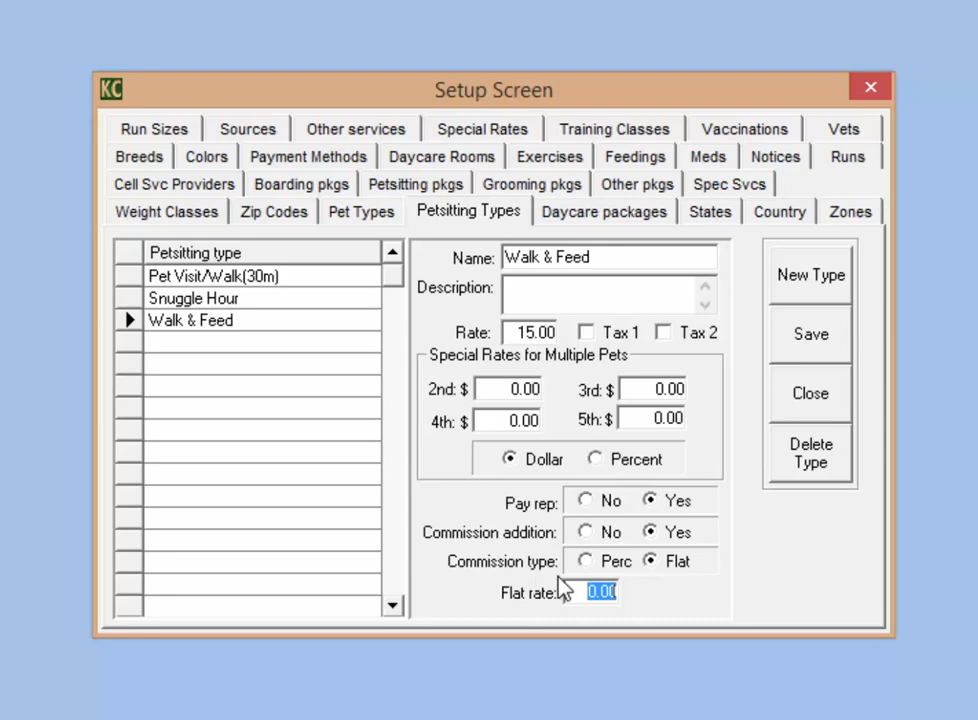 KC
Setup Screen
Run Sizes Sources Other services Special Rates Training Classes Vaccinations Vets
Breeds Colors Payment Methods Daycare Rooms Exercises Feedings Meds Notices Runs
Cell Svc Providers Boarding pkgs Petsitting pkgs Grooming pkgs Other pkgs Spec Svcs
Weight Classes Zip Codes Pet Types Petsitting Types Daycare packages States Country Zones
Petsitting type
Pet Visit/Walk(30m)
Snuggle Hour
Walk & Feed
Name: Walk & Feed
Description:
Rate: 15.00 Tax 1 Tax 2
Special Rates for Multiple Pets
2nd: $ 0.00 3rd: $ 0.00
4th: $ 0.00 5th: $ 0.00
Dollar Percent
Pay rep: No Yes
Commission addition: No Yes
Commission type: Perc Flat
Flat rate: 0.00
New Type
Save
Close
Delete
Type